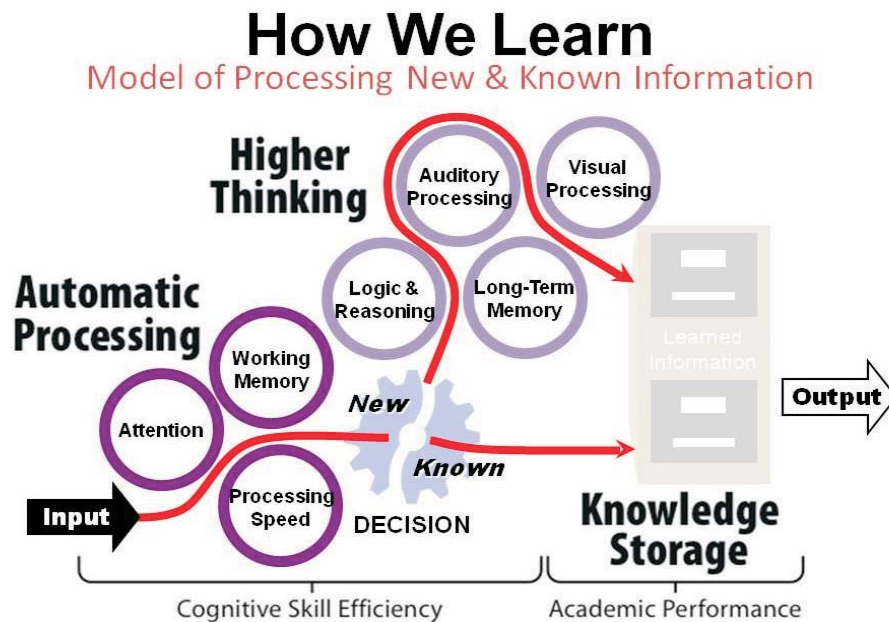 How We Learn
Model of Processing New & Known Information
Higher
Thinking
Auditory
Processing
Visual
Processing
Automatic
Processing
Logic &
Reasoning
Long-Term
Memory
Working
Memory
Attention
Learned
Information
New
Known
Output
Input
Processing
Speed
DECISION
Knowledge
Storage
Cognitive Skill Efficiency
Academic Performance